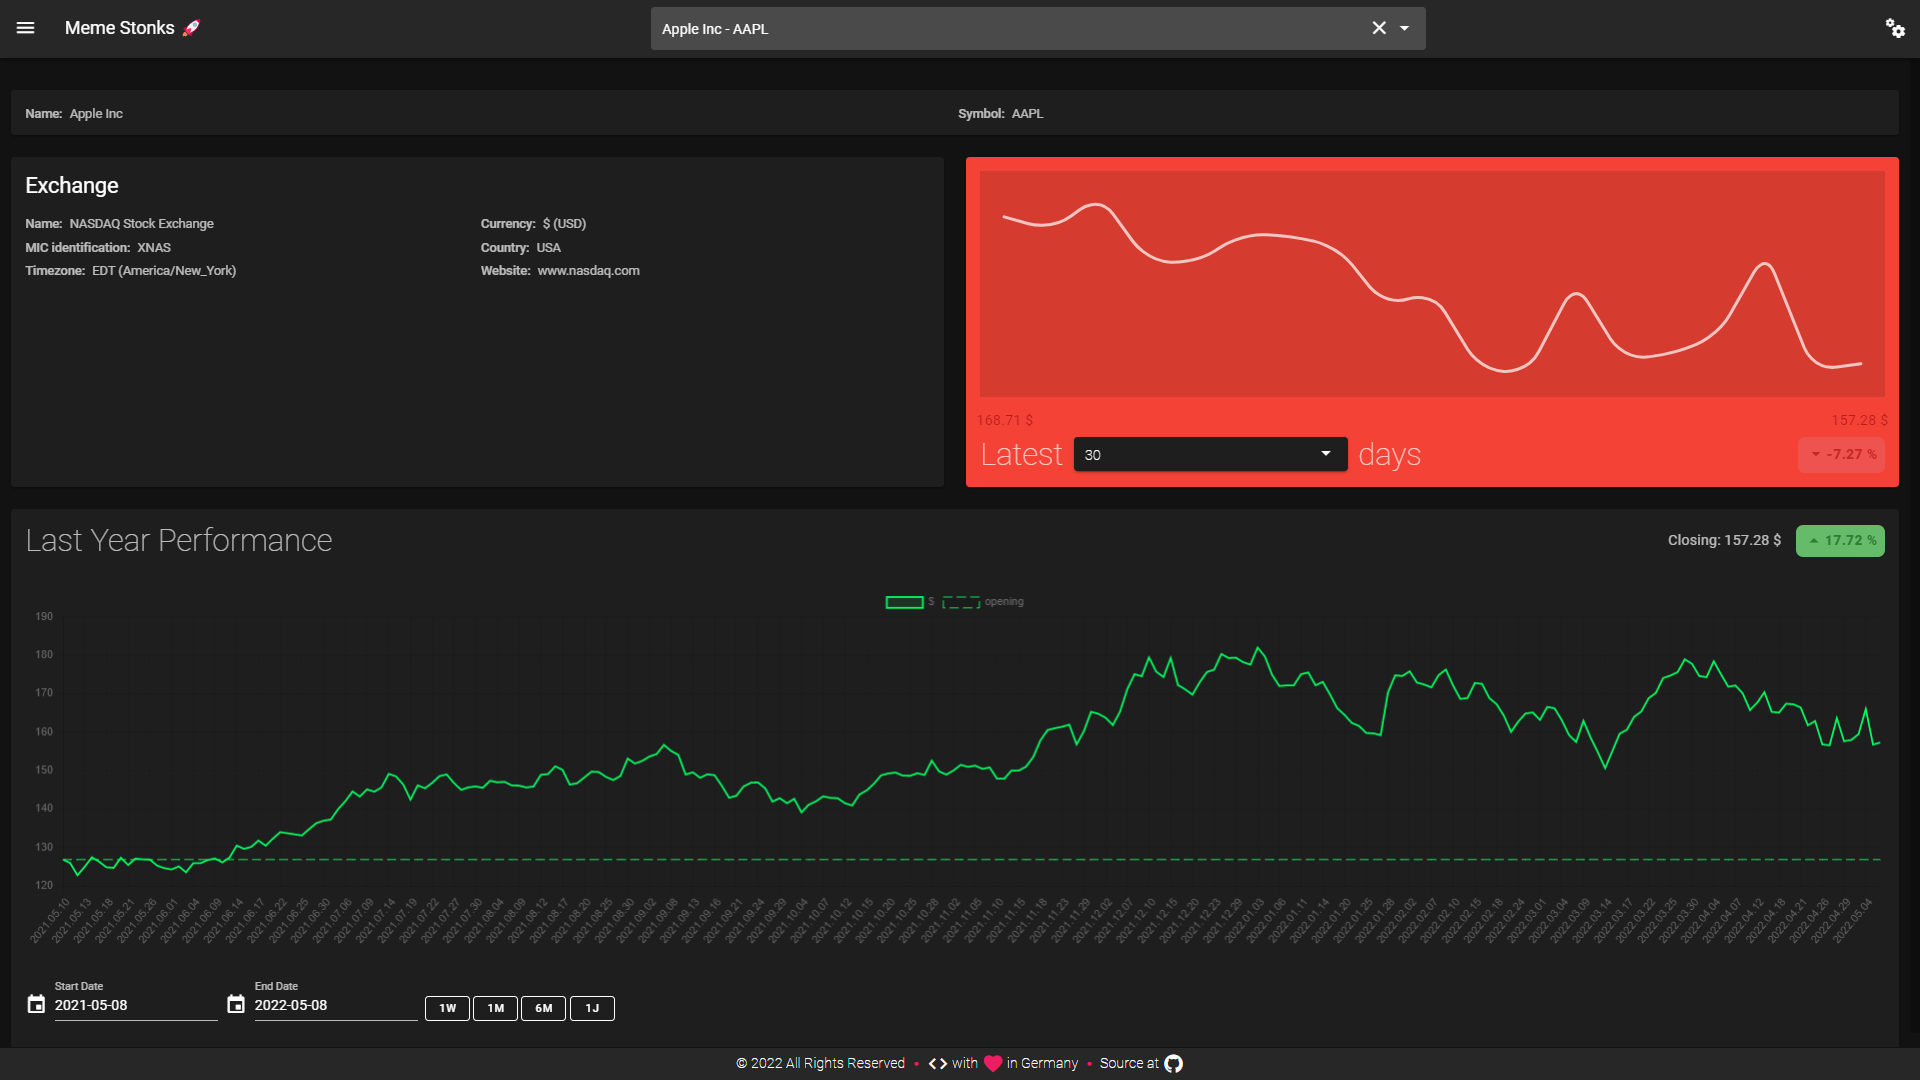 Meme Stonks 🚀
Apple Inc - AAPL
Name: Apple Inc
Symbol: AAPL
Exchange
Name: NASDAQ Stock Exchange
Currency: $ (USD)
MIC identification: XNAS
Country: USA
Timezone: EDT (America/New_York)
Website: www.nasdaq.com
168.71 $
157.28 $
Latest 30 days
-7.27 %
Last Year Performance
Closing: 157.28 $
17.72 %
$ opening
190
180
170
160
150
140
130
120
2021.05.10 2021.05.13 2021.05.18 2021.05.21 2021.05.26 2021.06.01 2021.06.04 2021.06.09 2021.06.14 2021.06.17 2021.06.22 2021.06.25 2021.06.30 2021.07.06 2021.07.09 2021.07.14 2021.07.19 2021.07.22 2021.07.27 2021.07.30 2021.08.04 2021.08.09 2021.08.12 2021.08.17 2021.08.20 2021.08.25 2021.08.30 2021.09.02 2021.09.08 2021.09.13 2021.09.16 2021.09.21 2021.09.24 2021.09.29 2021.10.04 2021.10.07 2021.10.12 2021.10.15 2021.10.20 2021.10.25 2021.10.28 2021.11.02 2021.11.05 2021.11.10 2021.11.15 2021.11.18 2021.11.23 2021.11.29 2021.12.02 2021.12.07 2021.12.10 2021.12.15 2021.12.20 2021.12.23 2021.12.29 2022.01.03 2022.01.06 2022.01.11 2022.01.14 2022.01.20 2022.01.25 2022.01.28 2022.02.02 2022.02.07 2022.02.10 2022.02.15 2022.02.18 2022.02.24 2022.03.01 2022.03.04 2022.03.09 2022.03.14 2022.03.17 2022.03.22 2022.03.25 2022.03.30 2022.04.04 2022.04.07 2022.04.12 2022.04.18 2022.04.21 2022.04.26 2022.04.29 2022.05.04
Start Date
2021-05-08
End Date
2022-05-08
1W
1M
6M
1J
© 2022 All Rights Reserved • <> with ♥ in Germany • Source at